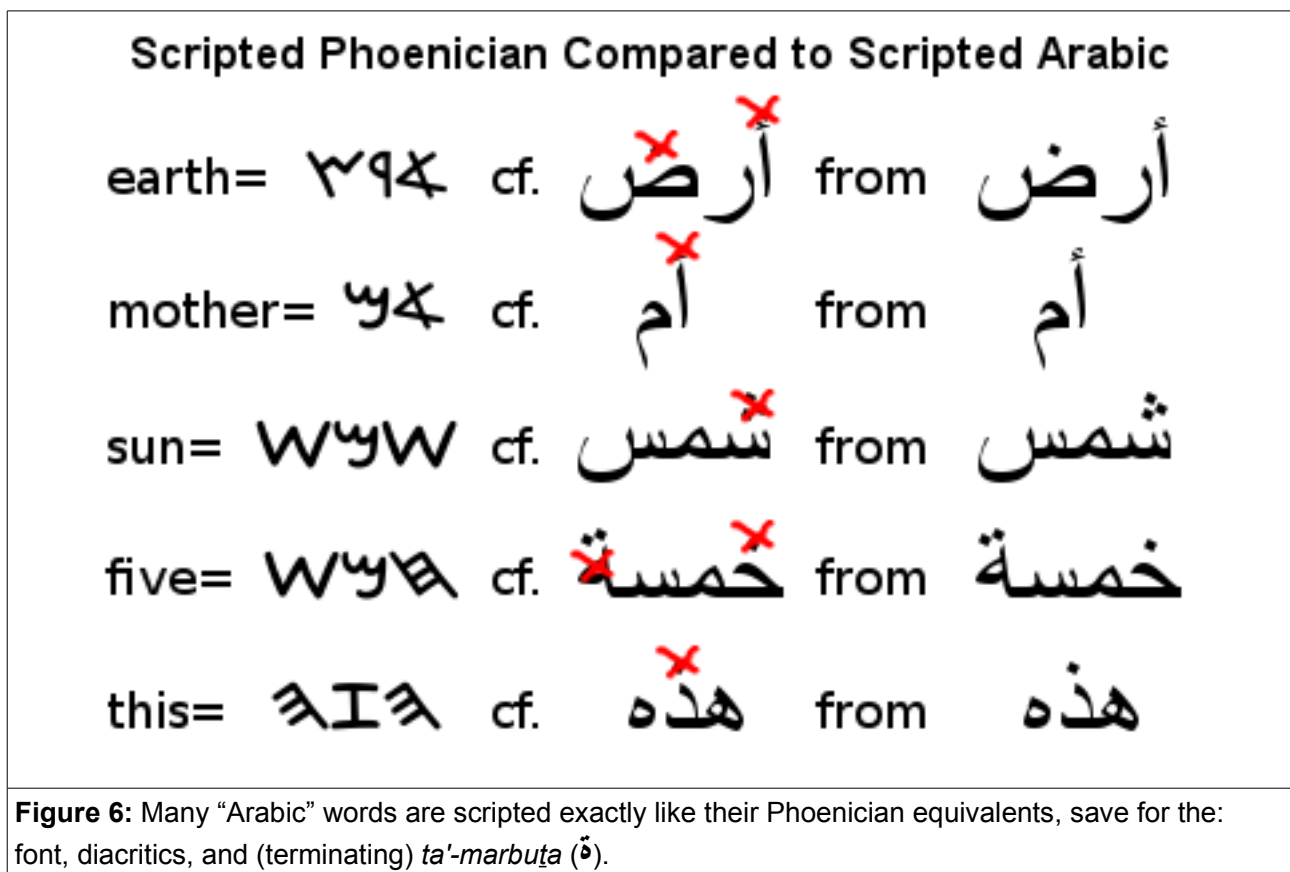 Scripted Phoenician Compared to Scripted Arabic
earth= 𐤀𐤓𐤑 cf. أرض from أرض
mother= 𐤀𐤌 cf. أم from أم
sun= 𐤔𐤌𐤔 cf. شمس from شمس
five= 𐤇𐤌𐤔 cf. خمسة from خمسة
this= 𐤄𐤆𐤄 cf. هذه from هذه
Figure 6: Many “Arabic” words are scripted exactly like their Phoenician equivalents, save for the:
font, diacritics, and (terminating) ta'-marbuṯa (ة).